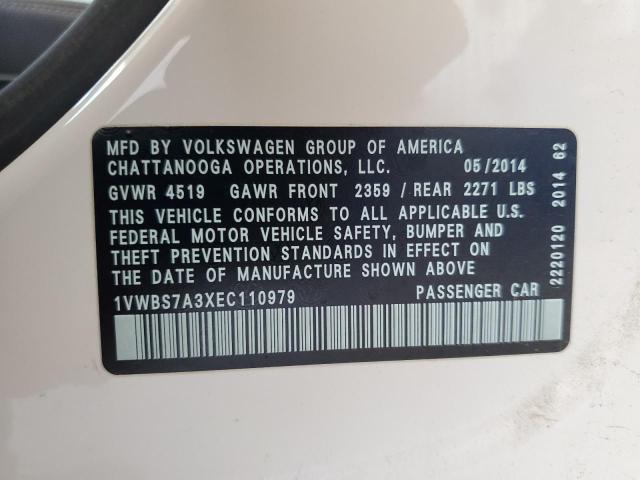 MFD BY VOLKSWAGEN GROUP OF AMERICA
CHATTANOOGA OPERATIONS, LLC. 05/2014
GVWR 4519 GAWR FRONT 2359 / REAR 2271 LBS
THIS VEHICLE CONFORMS TO ALL APPLICABLE U.S.
FEDERAL MOTOR VEHICLE SAFETY, BUMPER AND
THEFT PREVENTION STANDARDS IN EFFECT ON
THE DATE OF MANUFACTURE SHOWN ABOVE
1VWBS7A3XEC110979 PASSENGER CAR
2220120 2014 62